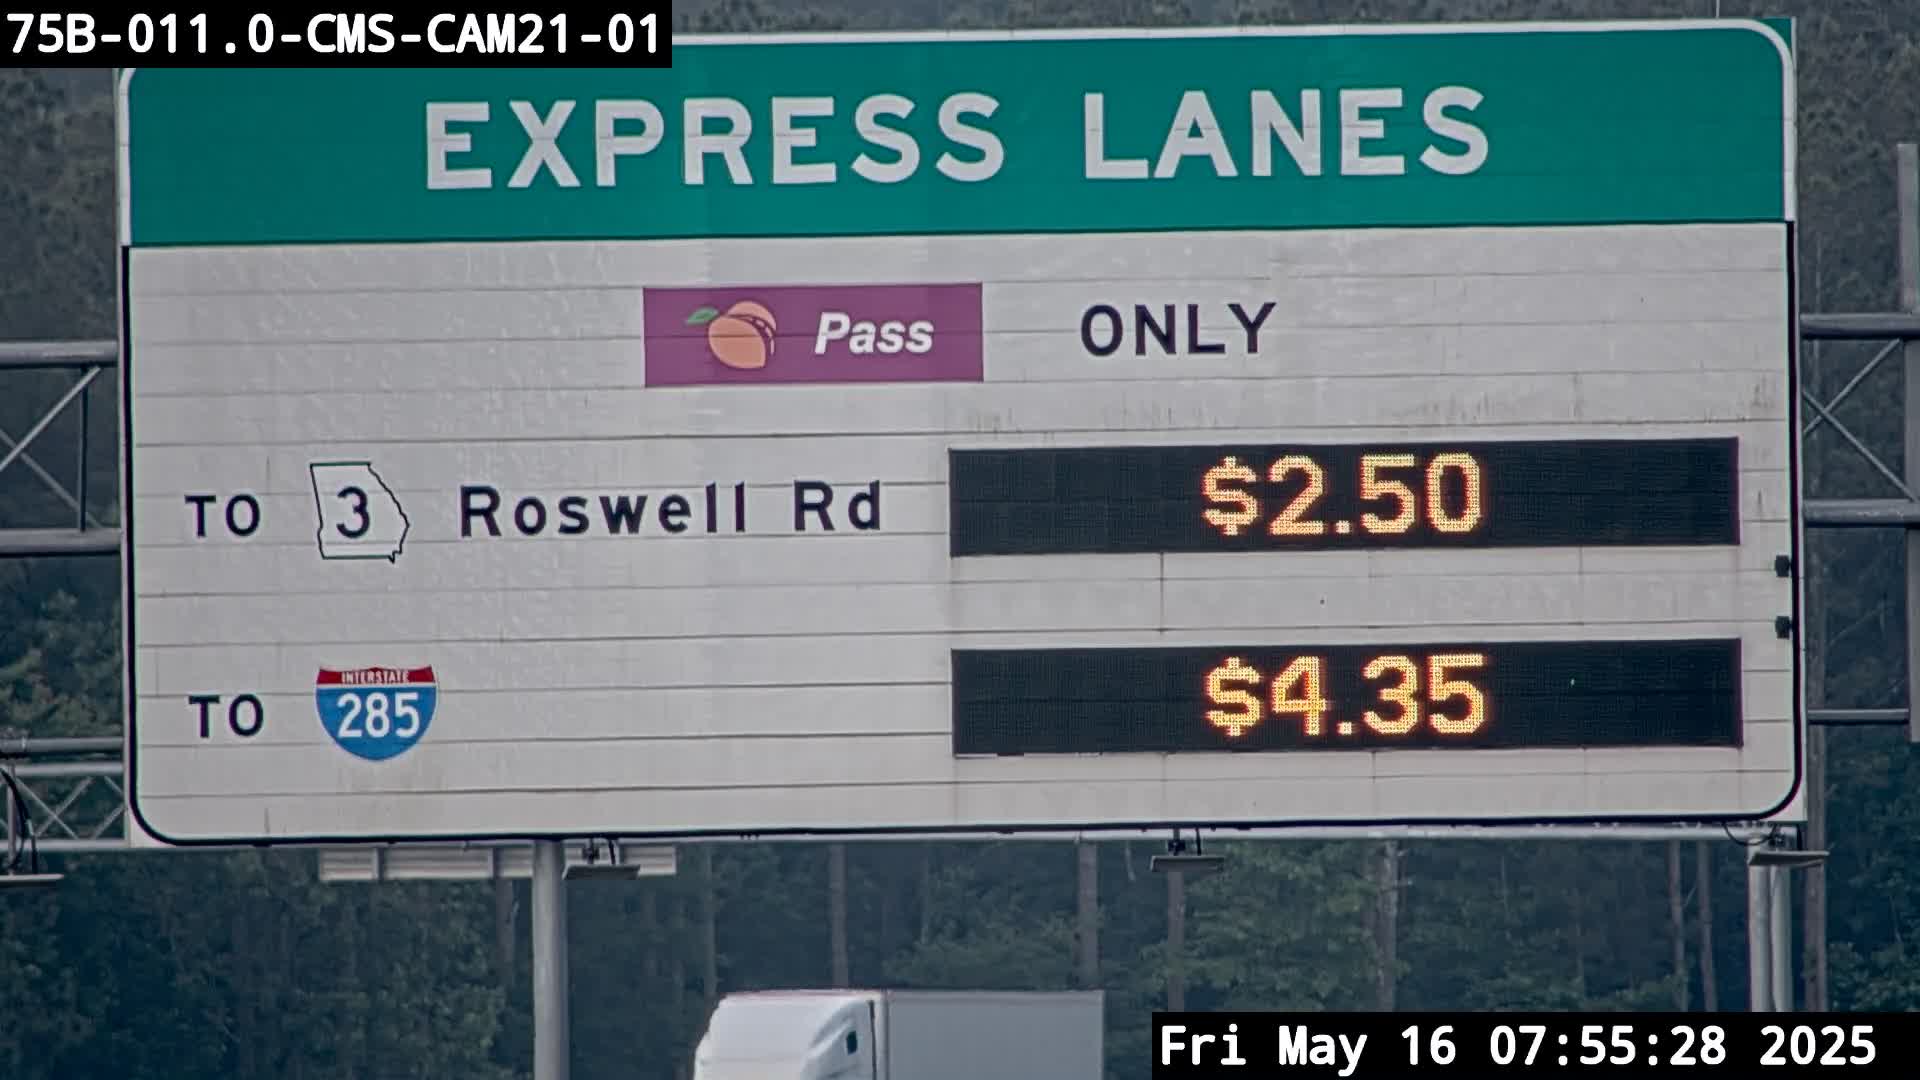 75B-011.0-CMS-CAM21-01
EXPRESS LANES
Pass ONLY
TO 3 Roswell Rd $2.50
INTERSTATE
TO 285 $4.35
Fri May 16 07:55:28 2025